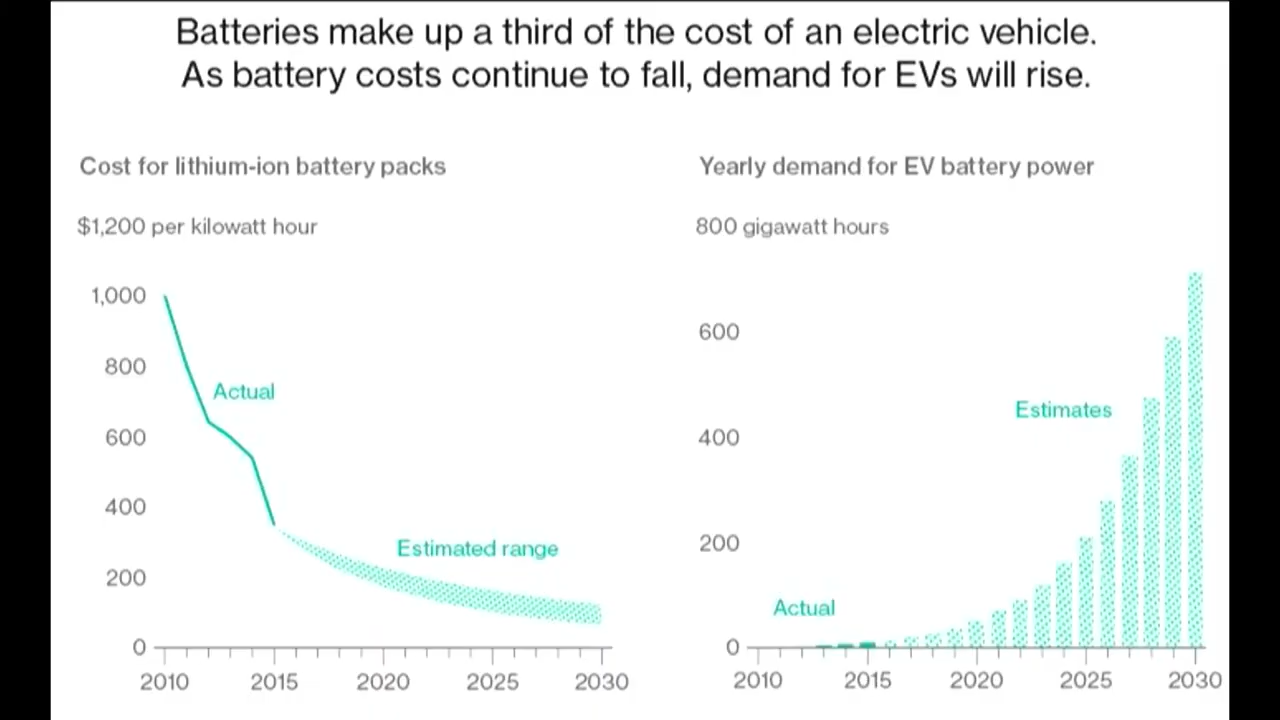 Batteries make up a third of the cost of an electric vehicle.
As battery costs continue to fall, demand for EVs will rise.
Cost for lithium-ion battery packs
$1,200 per kilowatt hour
1,000
800
Actual
600
400
Estimated range
200
0
2010 2015 2020 2025 2030
Yearly demand for EV battery power
800 gigawatt hours
600
Estimates
400
200
Actual
0
2010 2015 2020 2025 2030